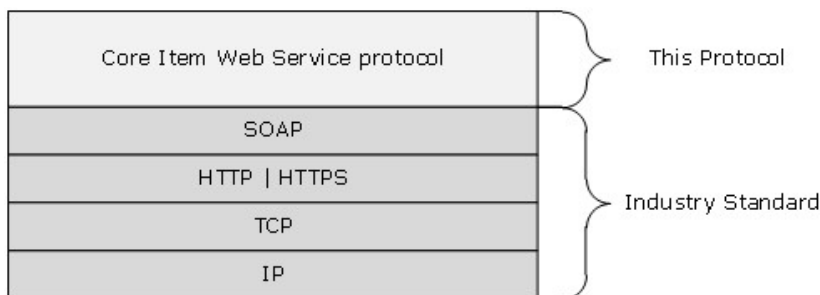 Core Item Web Service protocol
This Protocol
SOAP
HTTP | HTTPS
Industry Standard
TCP
IP